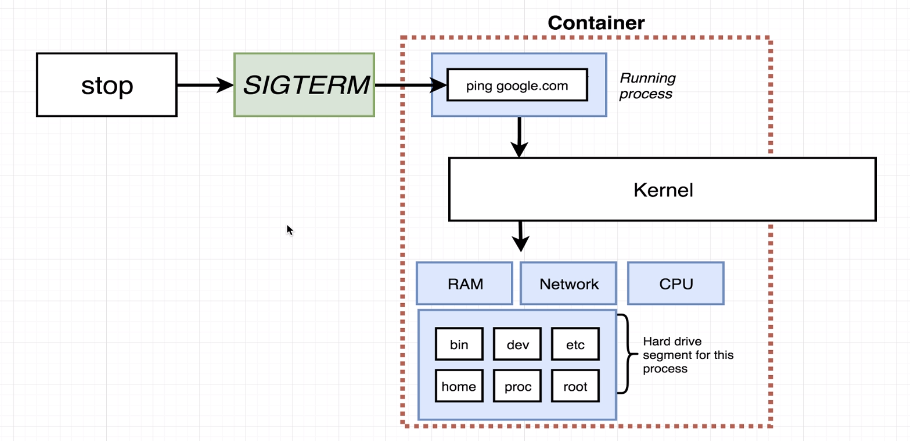 Container
stop
SIGTERM
ping google.com
Running
process
Kernel
RAM
Network
CPU
bin
dev
etc
home
proc
root
Hard drive
segment for this
process